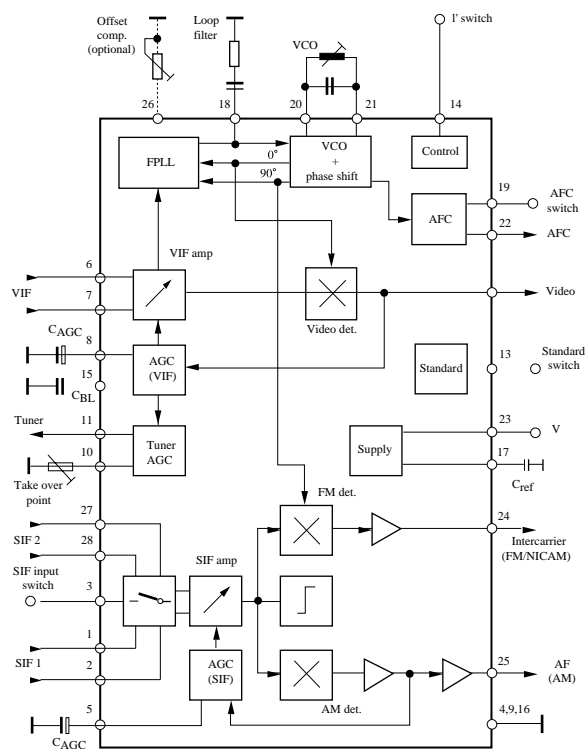 Offset
comp.
(optional)
Loop
filter
VCO
l' switch
26
18
20
21
14
FPLL
0°
90°
VCO
+
phase shift
Control
19
AFC
switch
AFC
22
AFC
VIF amp
6
VIF
7
Video
Video det.
CAGC
8
AGC
(VIF)
15
CBL
Standard
13
Standard
switch
11
Tuner
10
Tuner
AGC
Take over
point
Supply
23
V
17
Cref
27
SIF 2
28
SIF input
switch
3
SIF amp
FM det.
24
Intercarrier
(FM/NICAM)
1
SIF 1
2
AGC
(SIF)
AM det.
25
AF
(AM)
5
CAGC
4,9,16